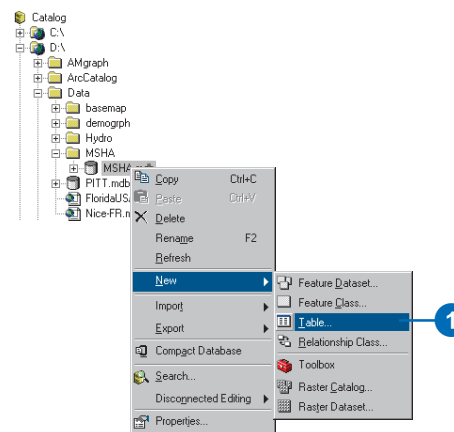 Catalog
C:\
D:\
AMgraph
ArcCatalog
Data
basemap
demogrph
Hydro
MSHA
MSHA.mdb
PITT.mdb
FloridaUS
Nice-FR.m
Copy Ctrl+C
Paste Ctrl+V
Delete
Rename F2
Refresh
New
Import
Export
Compact Database
Search...
Disconnected Editing
Properties...
Feature Dataset...
Feature Class...
Table...
1
Relationship Class...
Toolbox
Raster Catalog...
Raster Dataset...